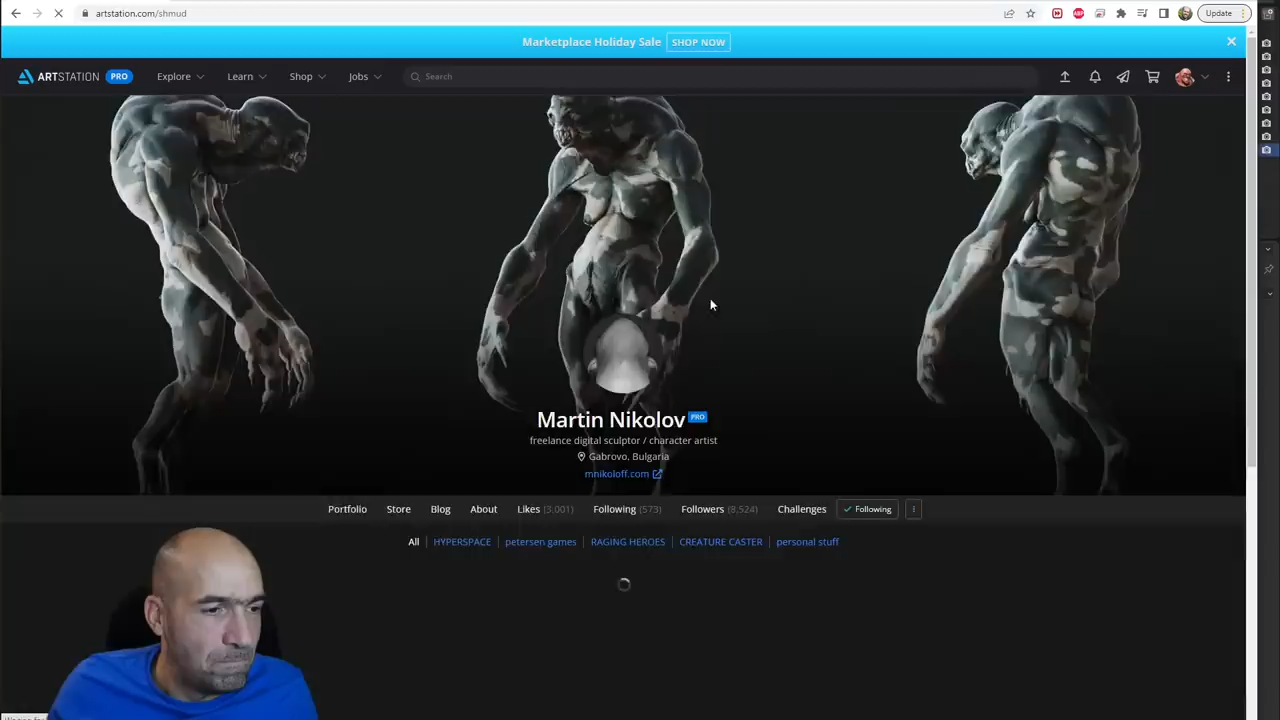 artstation.com/shmud
Update
Marketplace Holiday Sale SHOP NOW
ARTSTATION PRO Explore Learn Shop Jobs Search
Martin Nikolov PRO
freelance digital sculptor / character artist
Gabrovo, Bulgaria
mnikoloff.com
Portfolio Store Blog About Likes (3,001) Following (573) Followers (8,524) Challenges Following
All HYPERSPACE petersen games RAGING HEROES CREATURE CASTER personal stuff